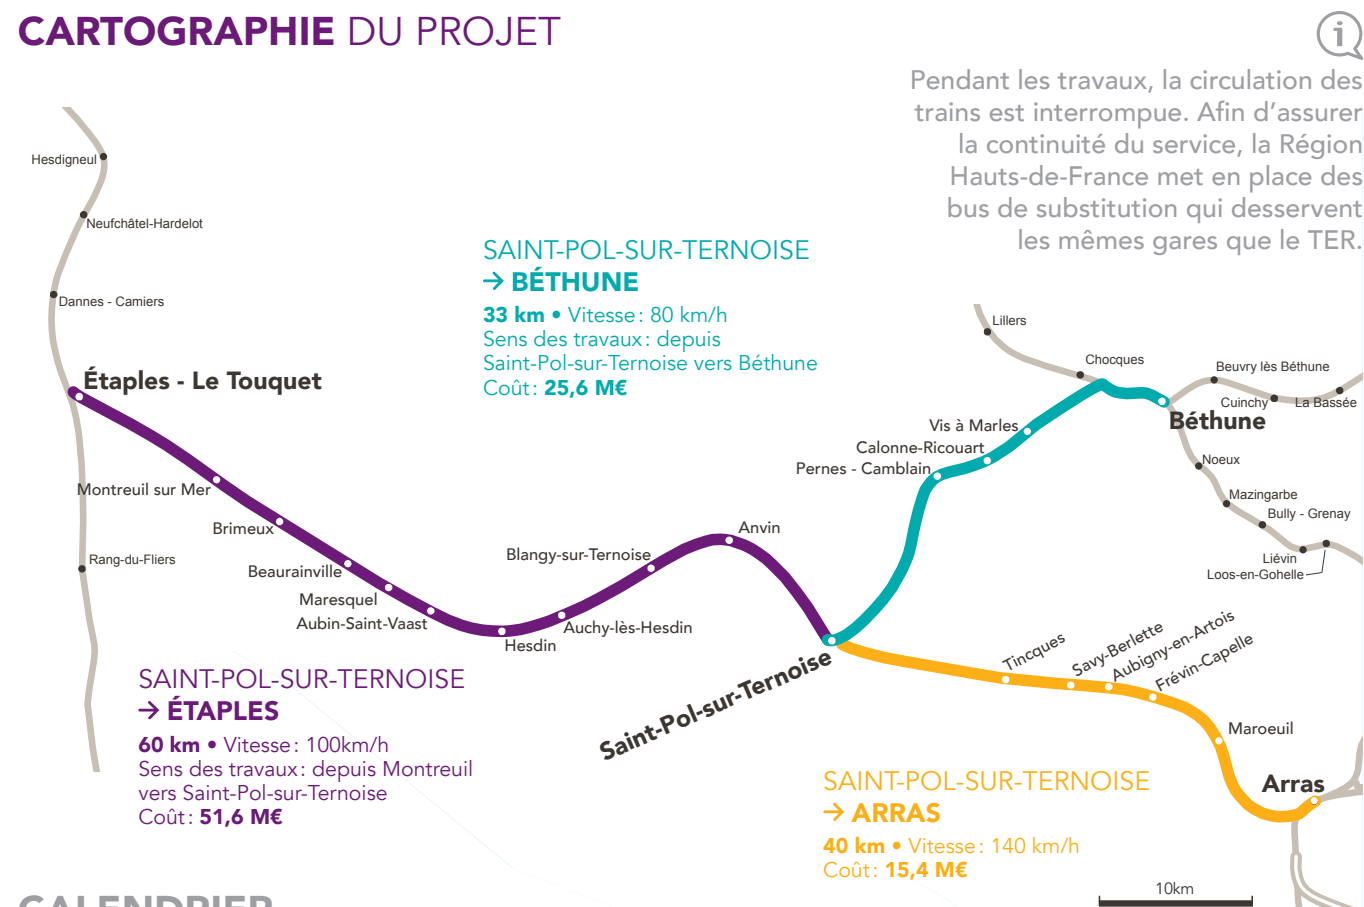 CARTOGRAPHIE DU PROJET
i
Pendant les travaux, la circulation des
trains est interrompue. Afin d’assurer
la continuité du service, la Région
Hauts-de-France met en place des
bus de substitution qui desservent
les mêmes gares que le TER.
Hesdigneul
Neufchâtel-Hardelot
Dannes - Camiers
Étaples - Le Touquet
Montreuil sur Mer
Brimeux
Rang-du-Fliers
Beaurainville
Maresquel
Aubin-Saint-Vaast
Hesdin
Auchy-lès-Hesdin
Blangy-sur-Ternoise
Anvin
SAINT-POL-SUR-TERNOISE
→ BÉTHUNE
33 km • Vitesse : 80 km/h
Sens des travaux : depuis
Saint-Pol-sur-Ternoise vers Béthune
Coût : 25,6 M€
Lillers
Chocques
Beuvry lès Béthune
Cuinchy
La Bassée
Béthune
Vis à Marles
Calonne-Ricouart
Pernes - Camblain
Noeux
Mazingarbe
Bully - Grenay
Liévin
Loos-en-Gohelle
Saint-Pol-sur-Ternoise
Tincques
Savy-Berlette
Aubigny-en-Artois
Frévin-Capelle
Maroeuil
Arras
SAINT-POL-SUR-TERNOISE
→ ÉTAPLES
60 km • Vitesse : 100km/h
Sens des travaux : depuis Montreuil
vers Saint-Pol-sur-Ternoise
Coût : 51,6 M€
SAINT-POL-SUR-TERNOISE
→ ARRAS
40 km • Vitesse : 140 km/h
Coût : 15,4 M€
10km
CALENDRIER